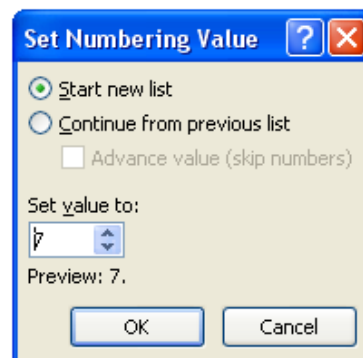 Set Numbering Value
Start new list
Continue from previous list
Advance value (skip numbers)
Set value to:
7
Preview: 7.
OK
Cancel